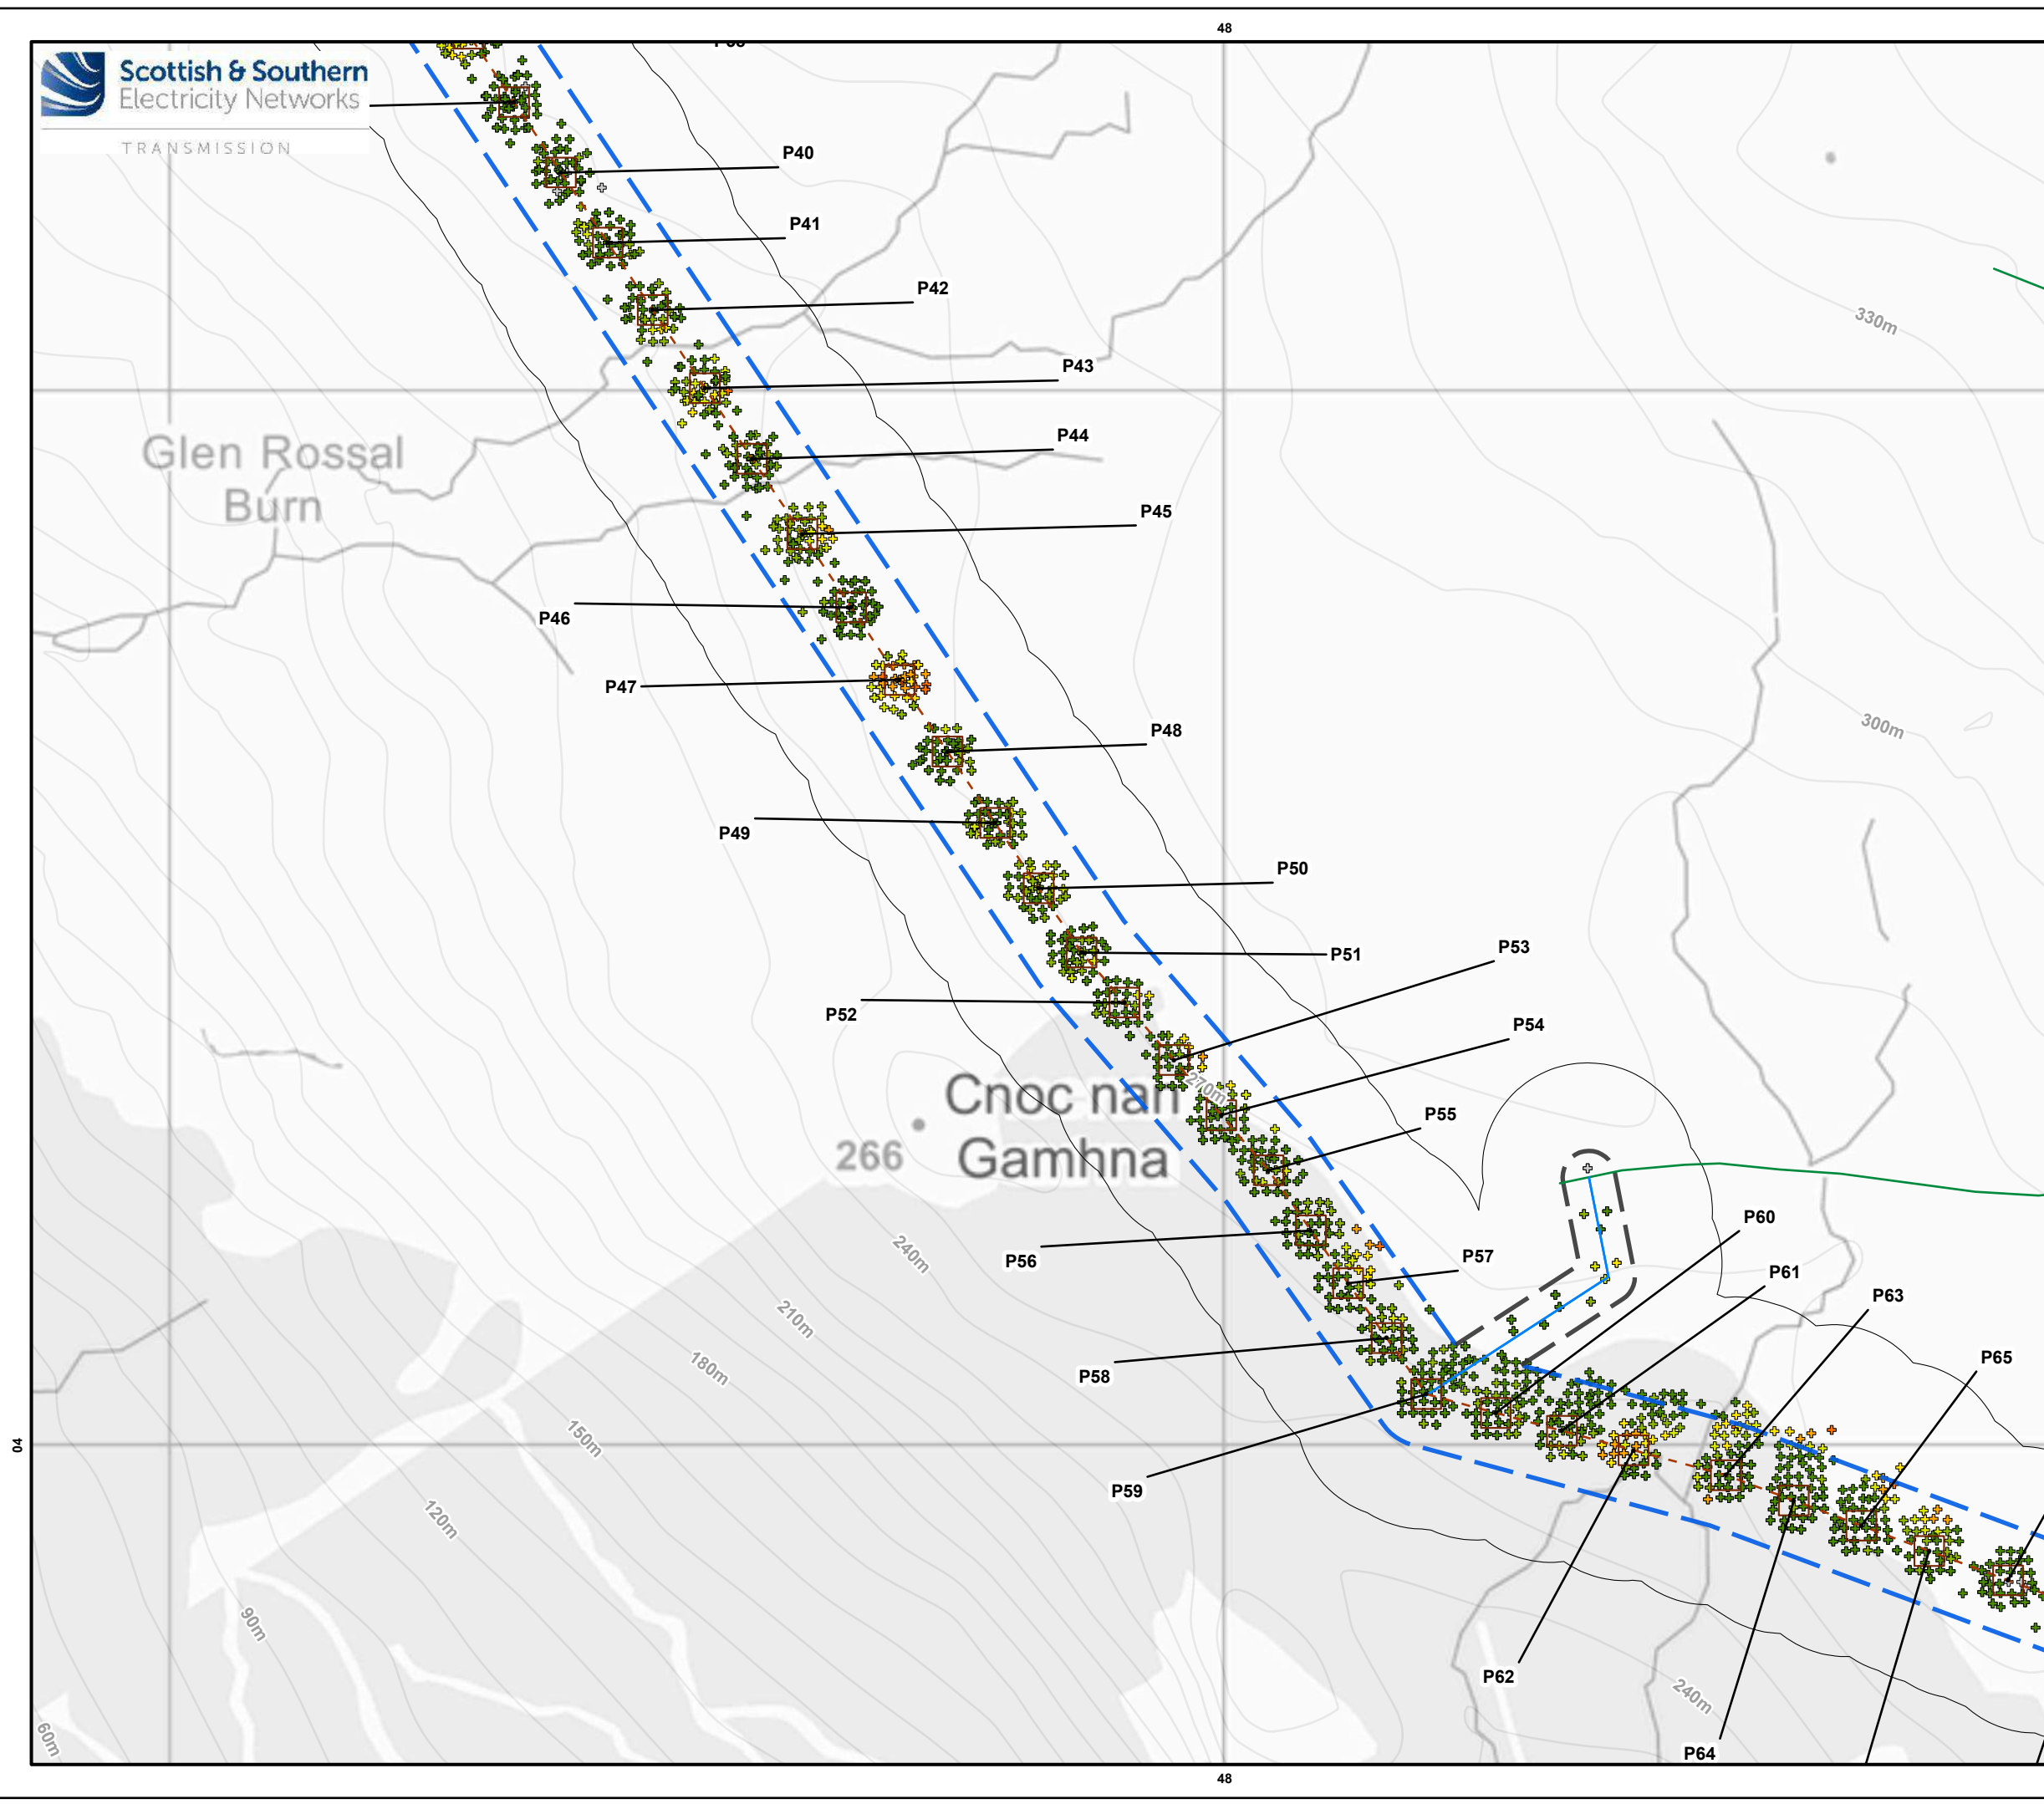 48
Scottish & Southern
Electricity Networks
TRANSMISSION
P40
P41
P42
330m
P43
Glen Rossal
Burn
P44
P45
P46
P47
300m
P48
P49
P50
P51
P53
P52
P54
270m
Cnoc nan
Gamhna
266
P55
P60
240m
P56
P57
P61
P63
210m
P65
180m
P58
150m
04
P59
120m
90m
P62
240m
60m
P64
48